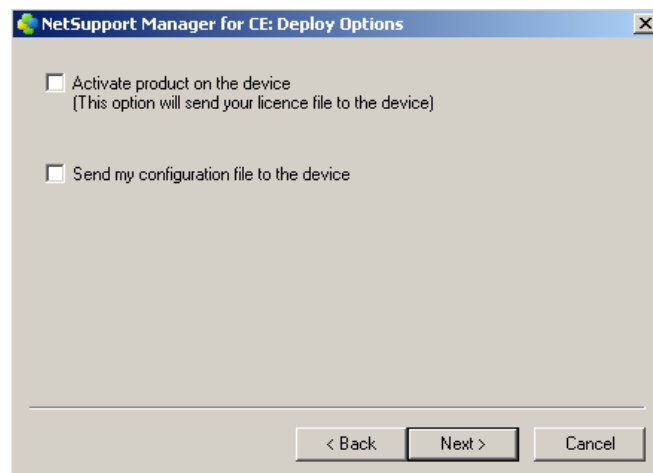 NetSupport Manager for CE: Deploy Options
Activate product on the device
(This option will send your licence file to the device)
Send my configuration file to the device
< Back
Next >
Cancel